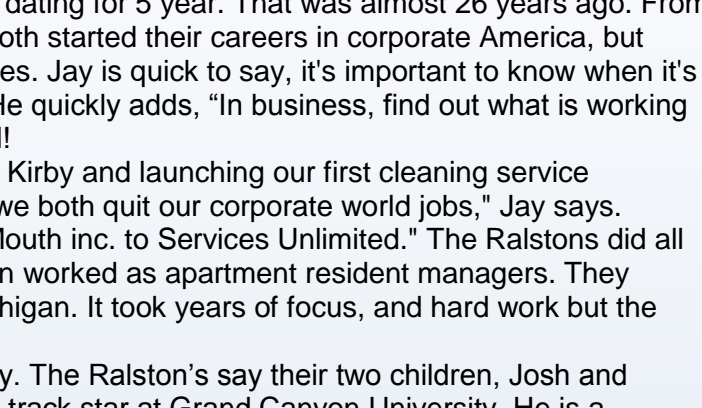 dating for 5 year. That was almost 26 years ago. From
oth started their careers in corporate America, but
es. Jay is quick to say, it's important to know when it's
He quickly adds, “In business, find out what is working
!
Kirby and launching our first cleaning service
we both quit our corporate world jobs," Jay says.
Mouth inc. to Services Unlimited." The Ralstons did all
n worked as apartment resident managers. They
higan. It took years of focus, and hard work but the
y. The Ralston’s say their two children, Josh and
track star at Grand Canyon University. He is a